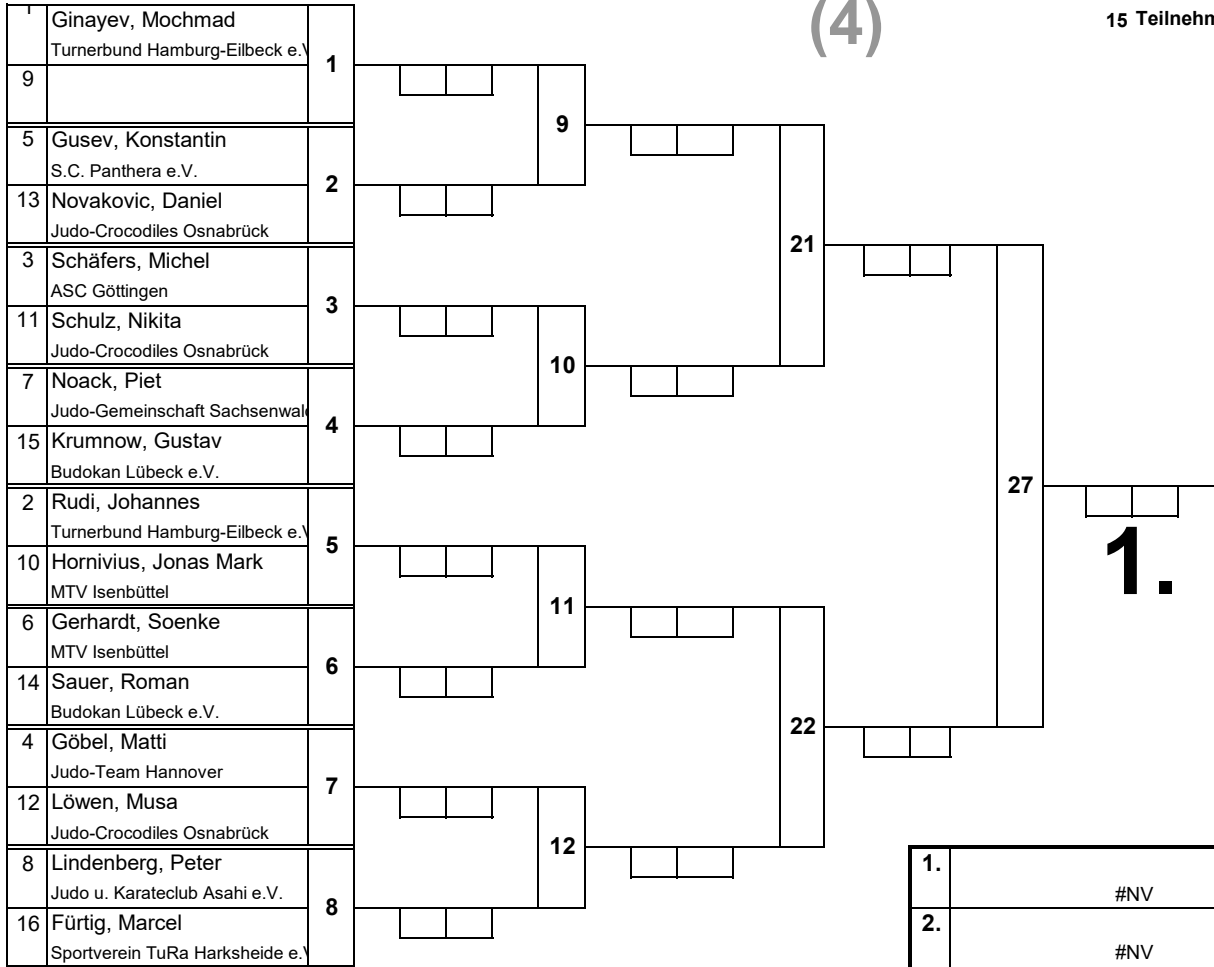 (4)
15 Teilnehm
1 Ginayev, Mochmad
Turnerbund Hamburg-Eilbeck e.V
1
9
5 Gusev, Konstantin
S.C. Panthera e.V.
2
13 Novakovic, Daniel
Judo-Crocodiles Osnabrück
3 Schäfers, Michel
ASC Göttingen
3
11 Schulz, Nikita
Judo-Crocodiles Osnabrück
7 Noack, Piet
Judo-Gemeinschaft Sachsenwald
4
15 Krumnow, Gustav
Budokan Lübeck e.V.
2 Rudi, Johannes
Turnerbund Hamburg-Eilbeck e.V
5
10 Hornivius, Jonas Mark
MTV Isenbüttel
6 Gerhardt, Soenke
MTV Isenbüttel
6
14 Sauer, Roman
Budokan Lübeck e.V.
4 Göbel, Matti
Judo-Team Hannover
7
12 Löwen, Musa
Judo-Crocodiles Osnabrück
8 Lindenberg, Peter
Judo u. Karateclub Asahi e.V.
8
16 Fürtig, Marcel
Sportverein TuRa Harksheide e.V
9
10
11
12
21
22
27
1.
1.
#NV
2.
#NV